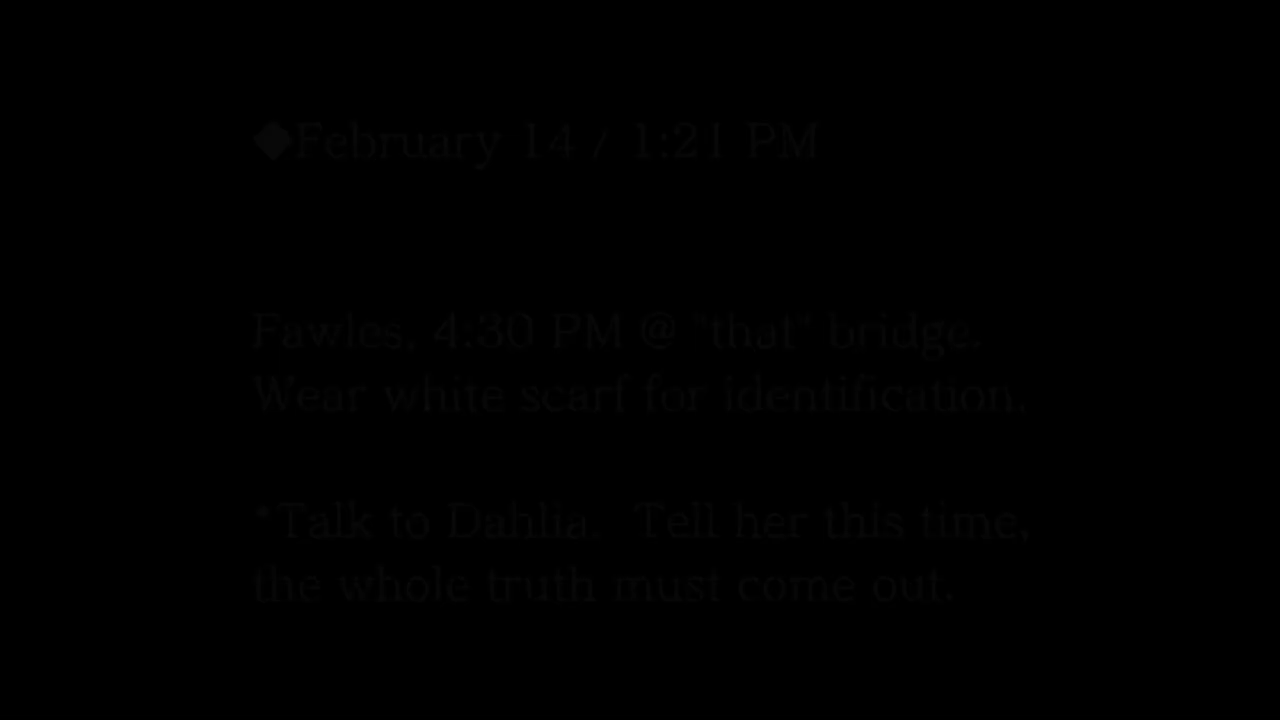 ◆February 14 / 1:21 PM
Fawles, 4:30 PM @ "that" bridge.
Wear white scarf for identification.
*Talk to Dahlia. Tell her this time,
the whole truth must come out.